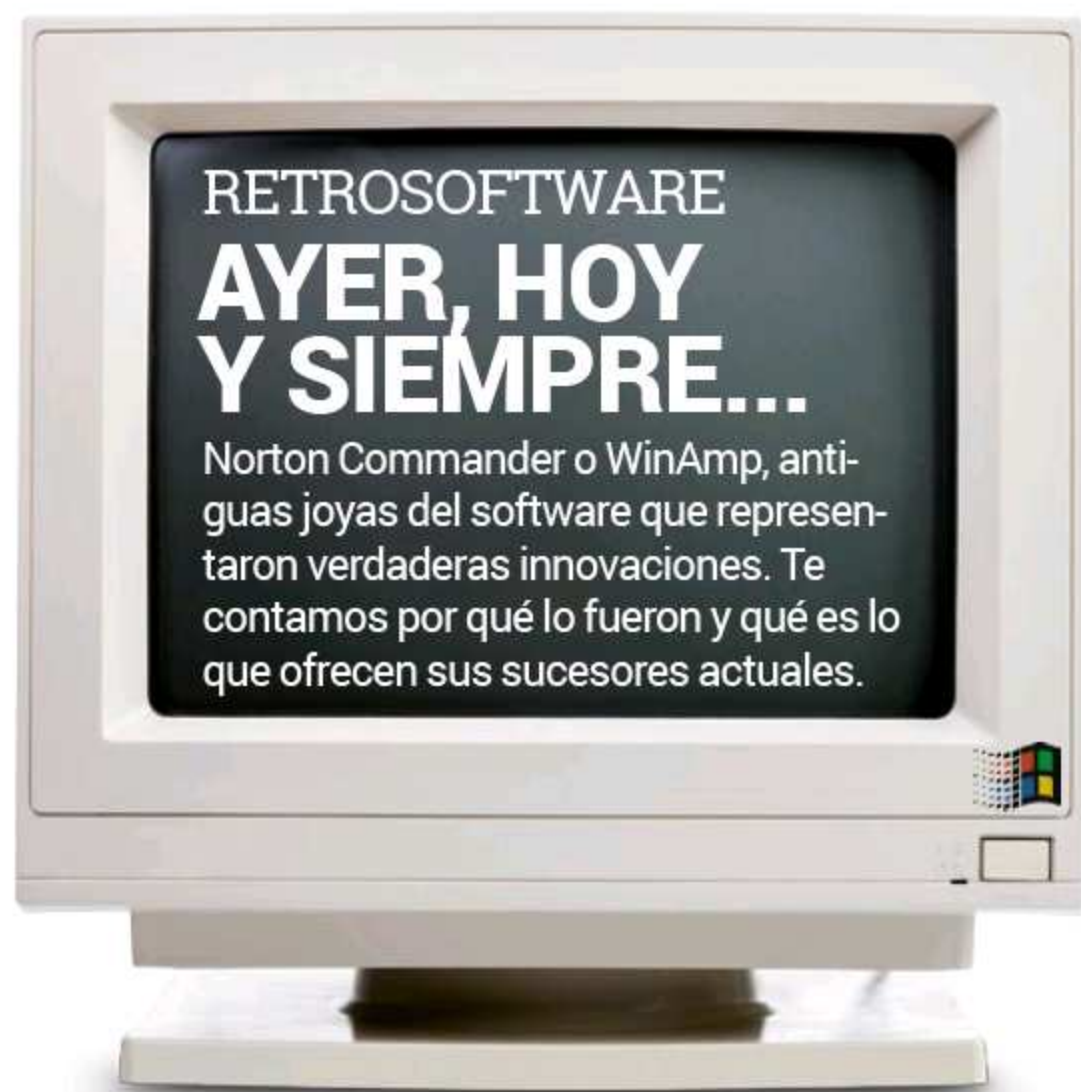 RETROSOFTWARE
AYER, HOY
Y SIEMPRE...
Norton Commander o WinAmp, anti-
guas joyas del software que represen-
taron verdaderas innovaciones. Te
contamos por qué lo fueron y qué es lo
que ofrecen sus sucesores actuales.